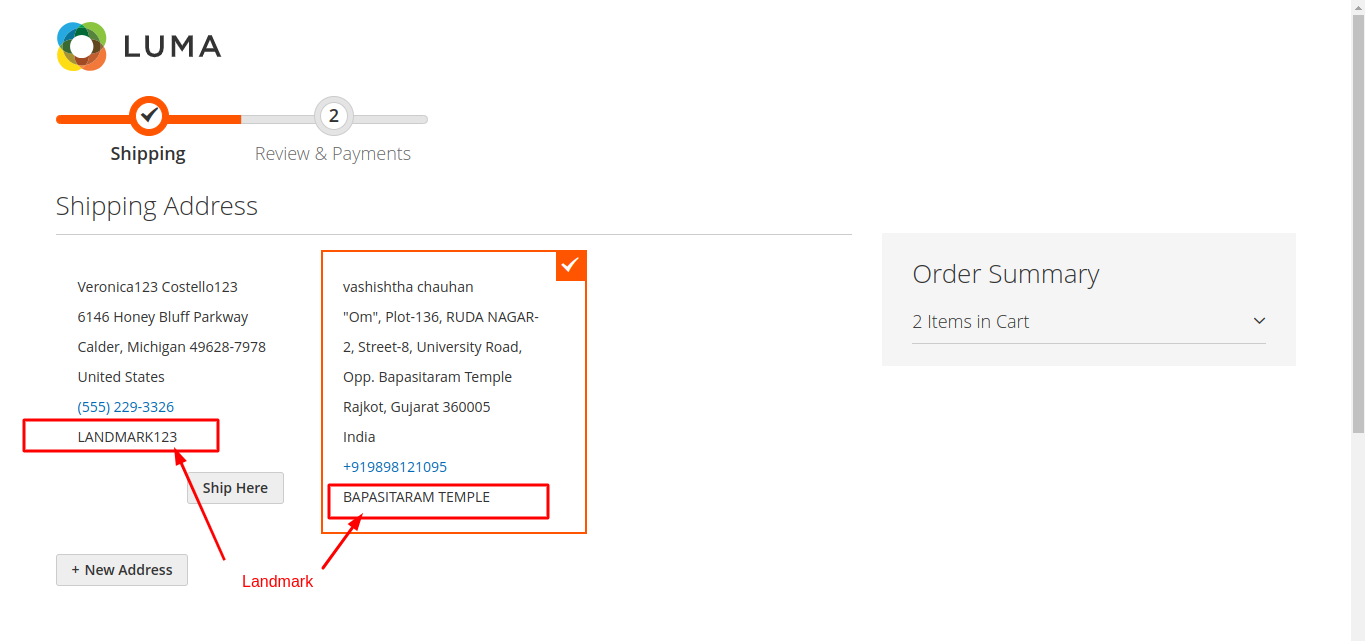 LUMA
2
Shipping
Review & Payments
Shipping Address
Veronica123 Costello123
6146 Honey Bluff Parkway
Calder, Michigan 49628-7978
United States
(555) 229-3326
LANDMARK123
Ship Here
vashishtha chauhan
"Om", Plot-136, RUDA NAGAR-
2, Street-8, University Road,
Opp. Bapasitaram Temple
Rajkot, Gujarat 360005
India
+919898121095
BAPASITARAM TEMPLE
+ New Address
Landmark
Order Summary
2 Items in Cart